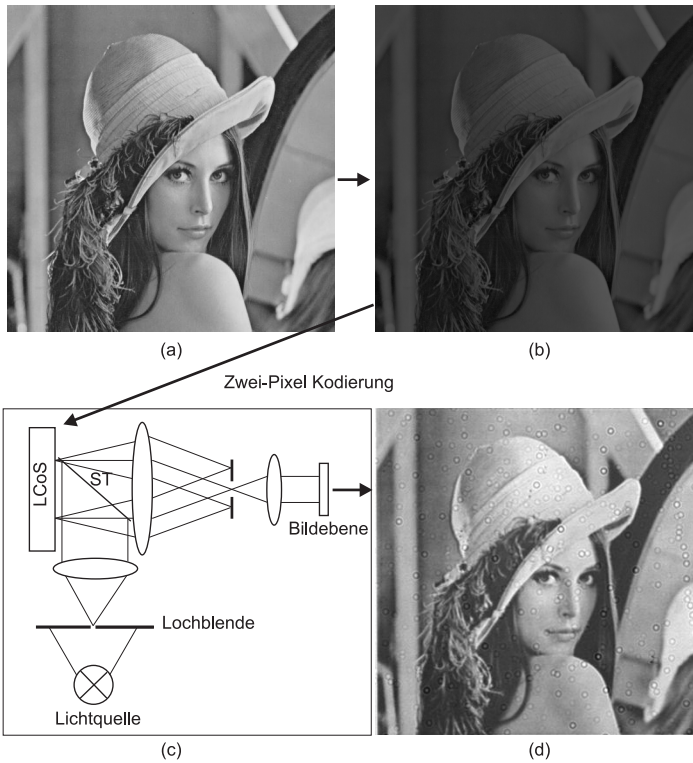 (a)
(b)
Zwei-Pixel Kodierung
LCoS
ST
Bildebene
Lochblende
Lichtquelle
(c)
(d)